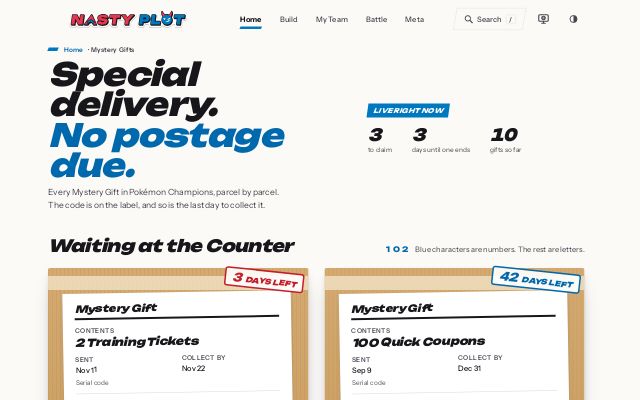 NASTY PLOT
Home Build My Team Battle Meta Search /
Home · Mystery Gifts
Special
delivery.
No postage
due.
Every Mystery Gift in Pokémon Champions, parcel by parcel.
The code is on the label, and so is the last day to collect it.
LIVE RIGHT NOW
3 3 10
to claim days until one ends gifts so far
Waiting at the Counter
1 0 2 Blue characters are numbers. The rest are letters.
3 DAYS LEFT
Mystery Gift
CONTENTS
2 Training Tickets
SENT COLLECT BY
Nov 11 Nov 22
Serial code
42 DAYS LEFT
Mystery Gift
CONTENTS
100 Quick Coupons
SENT COLLECT BY
Sep 9 Dec 31
Serial code